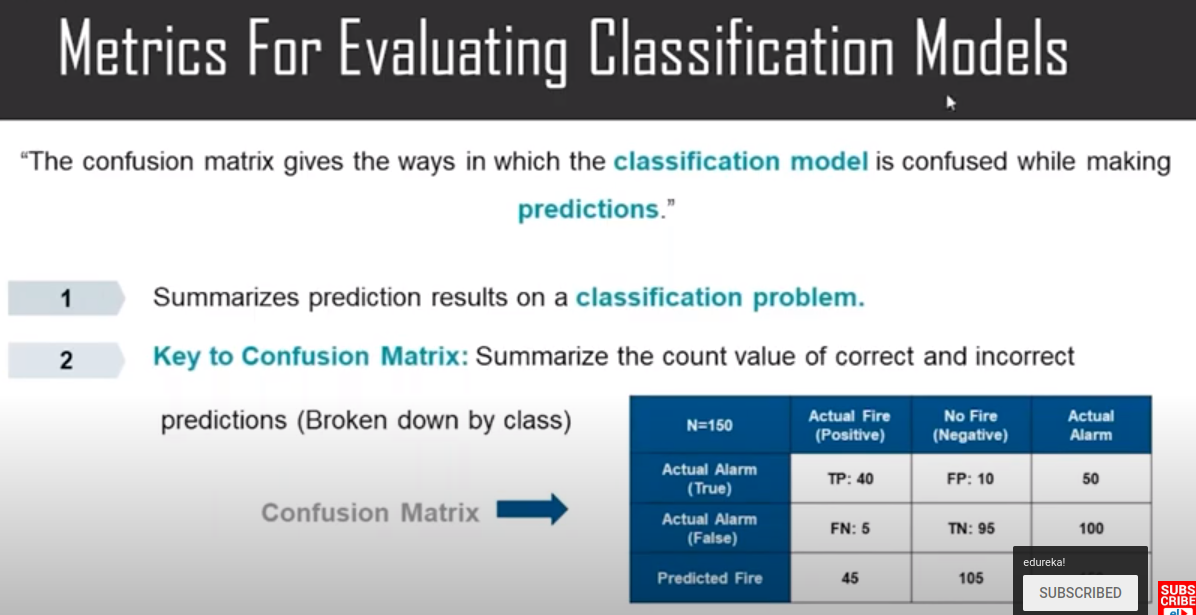 Metrics For Evaluating Classification Models
“The confusion matrix gives the ways in which the classification model is confused while making
predictions.”
1 Summarizes prediction results on a classification problem.
2 Key to Confusion Matrix: Summarize the count value of correct and incorrect
predictions (Broken down by class)
Confusion Matrix
N=150 Actual Fire (Positive) No Fire (Negative) Actual Alarm
Actual Alarm (True) TP: 40 FP: 10 50
Actual Alarm (False) FN: 5 TN: 95 100
Predicted Fire 45 105
edureka!
SUBSCRIBED
SUBS
CRIBE